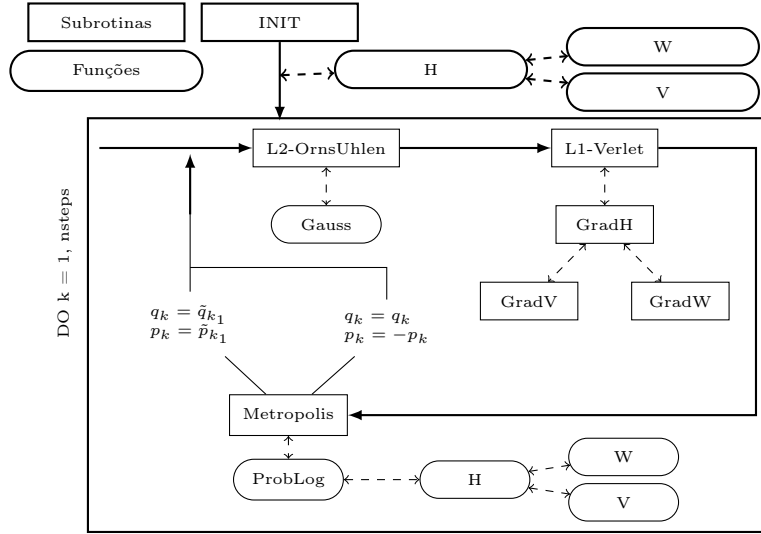 Subrotinas
INIT
Funções
H
W
V
DO k = 1, nsteps
L2-OrnsUhlen
L1-Verlet
Gauss
GradH
GradV
GradW
q_k = q̃_{k_1}
p_k = p̃_{k_1}
q_k = q_k
p_k = −p_k
Metropolis
ProbLog
H
W
V